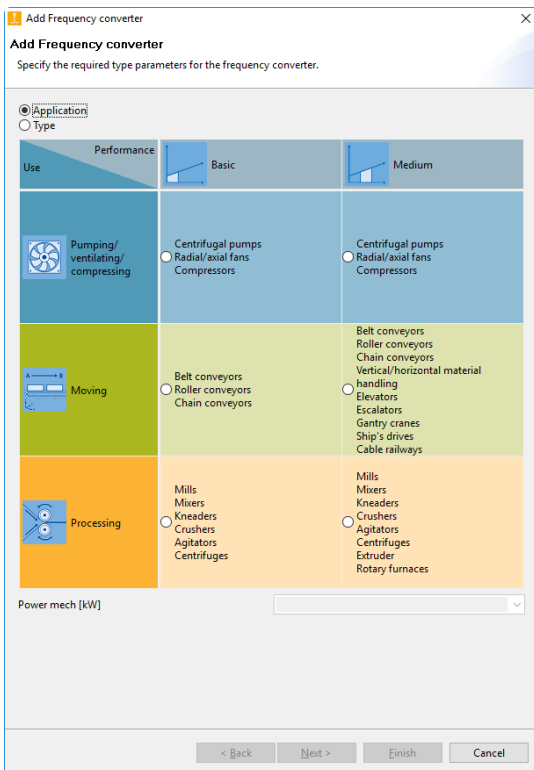 Add Frequency converter
Add Frequency converter
Specify the required type parameters for the frequency converter.
Application
Type
Performance
Use
Basic
Medium
Pumping/
ventilating/
compressing
Centrifugal pumps
Radial/axial fans
Compressors
Centrifugal pumps
Radial/axial fans
Compressors
A B
Moving
Belt conveyors
Roller conveyors
Chain conveyors
Belt conveyors
Roller conveyors
Chain conveyors
Vertical/horizontal material
handling
Elevators
Escalators
Gantry cranes
Ship's drives
Cable railways
Processing
Mills
Mixers
Kneaders
Crushers
Agitators
Centrifuges
Mills
Mixers
Kneaders
Crushers
Agitators
Centrifuges
Extruder
Rotary furnaces
Power mech [kW]
< Back
Next >
Finish
Cancel